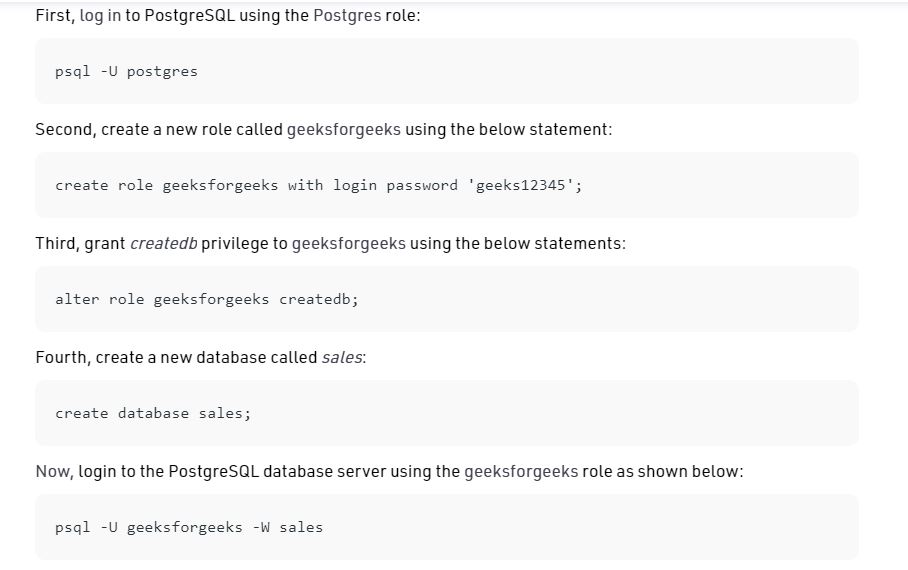 First, log in to PostgreSQL using the Postgres role:
psql -U postgres
Second, create a new role called geeksforgeeks using the below statement:
create role geeksforgeeks with login password 'geeks12345';
Third, grant createdb privilege to geeksforgeeks using the below statements:
alter role geeksforgeeks createdb;
Fourth, create a new database called sales:
create database sales;
Now, login to the PostgreSQL database server using the geeksforgeeks role as shown below:
psql -U geeksforgeeks -W sales